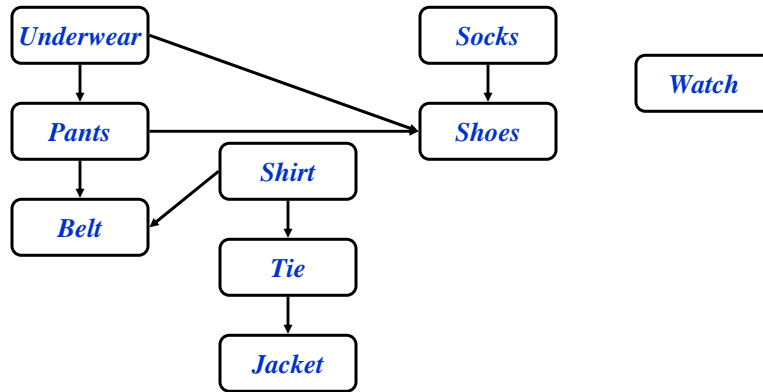 Underwear
Socks
Watch
Pants
Shoes
Shirt
Belt
Tie
Jacket